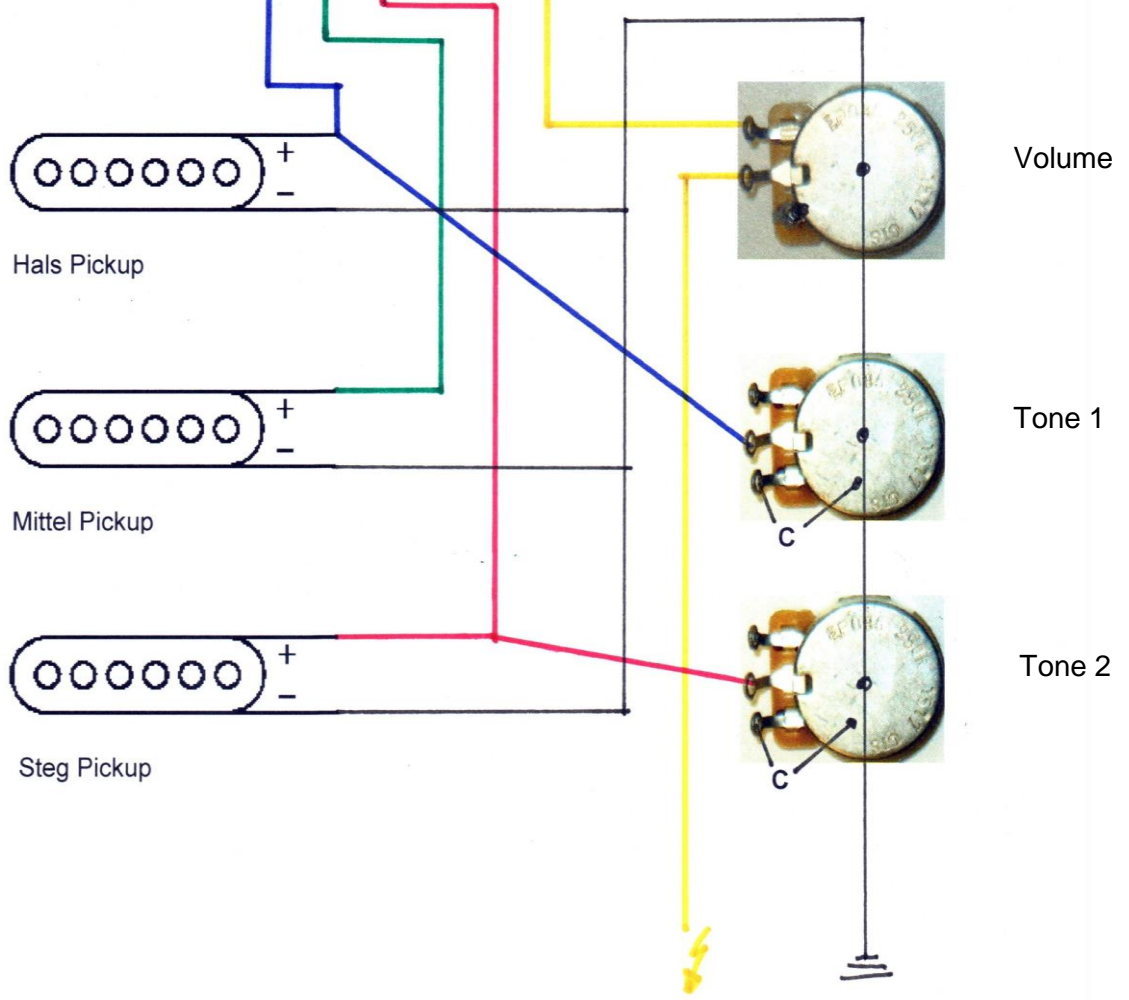 +
Volume
−
Hals Pickup
+
Tone 1
−
Mittel Pickup
C
+
Tone 2
−
Steg Pickup
C